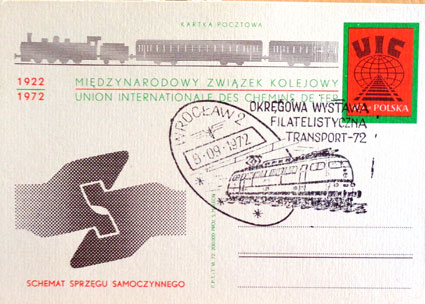 KARTKA POCZTOWA
UIC
POLSKA
1922
1972
MIĘDZYNARODOWY ZWIĄZEK KOLEJOWY
UNION INTERNATIONALE DES CHEMINS DE FER
OKRĘGOWA WYSTAWA
FILATELISTYCZNA
TRANSPORT-72
WROCŁAW 2
-9.-09.-1972
SCHEMAT SPRZĘGU SAMOCZYNNEGO